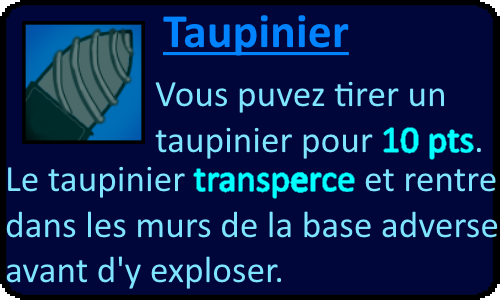 Taupinier
Vous puvez tirer un
taupinier pour 10 pts.
Le taupinier transperce et rentre
dans les murs de la base adverse
avant d'y exploser.